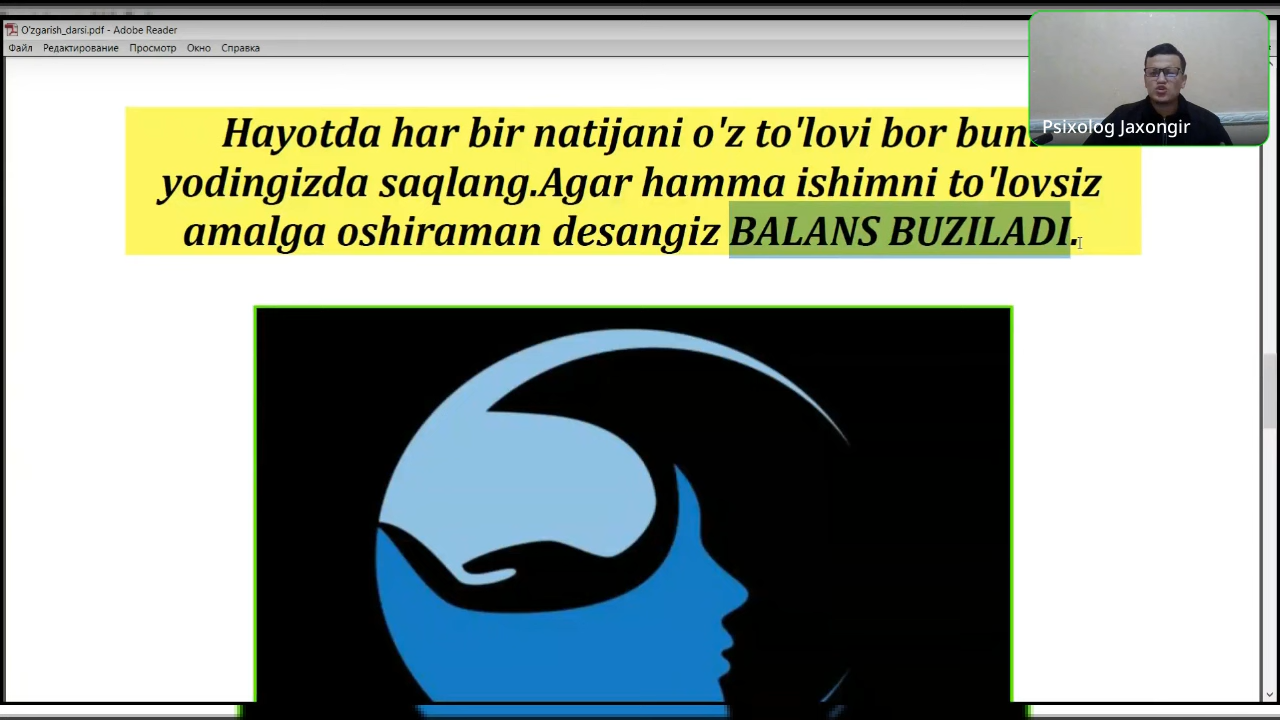 O'zgarish_darsi.pdf - Adobe Reader
Файл Редактирование Просмотр Окно Справка
Psixolog Jaxongir
Hayotda har bir natijani o'z to'lovi bor buni
yodingizda saqlang.Agar hamma ishimni to'lovsiz
amalga oshiraman desangiz BALANS BUZILADI.